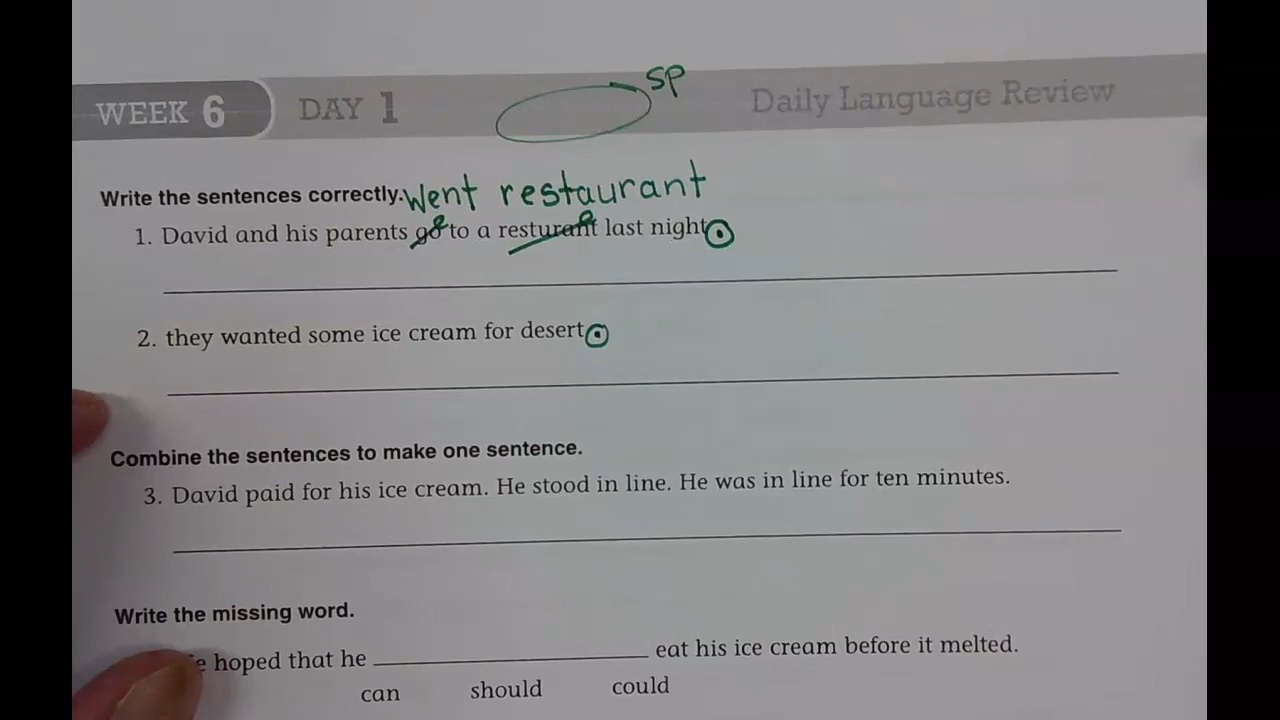 sp
WEEK 6 DAY 1 Daily Language Review
Write the sentences correctly. Went restaurant
1. David and his parents go to a resturant last night.
2. they wanted some ice cream for desert.
Combine the sentences to make one sentence.
3. David paid for his ice cream. He stood in line. He was in line for ten minutes.
Write the missing word.
hoped that he ____ eat his ice cream before it melted.
can should could